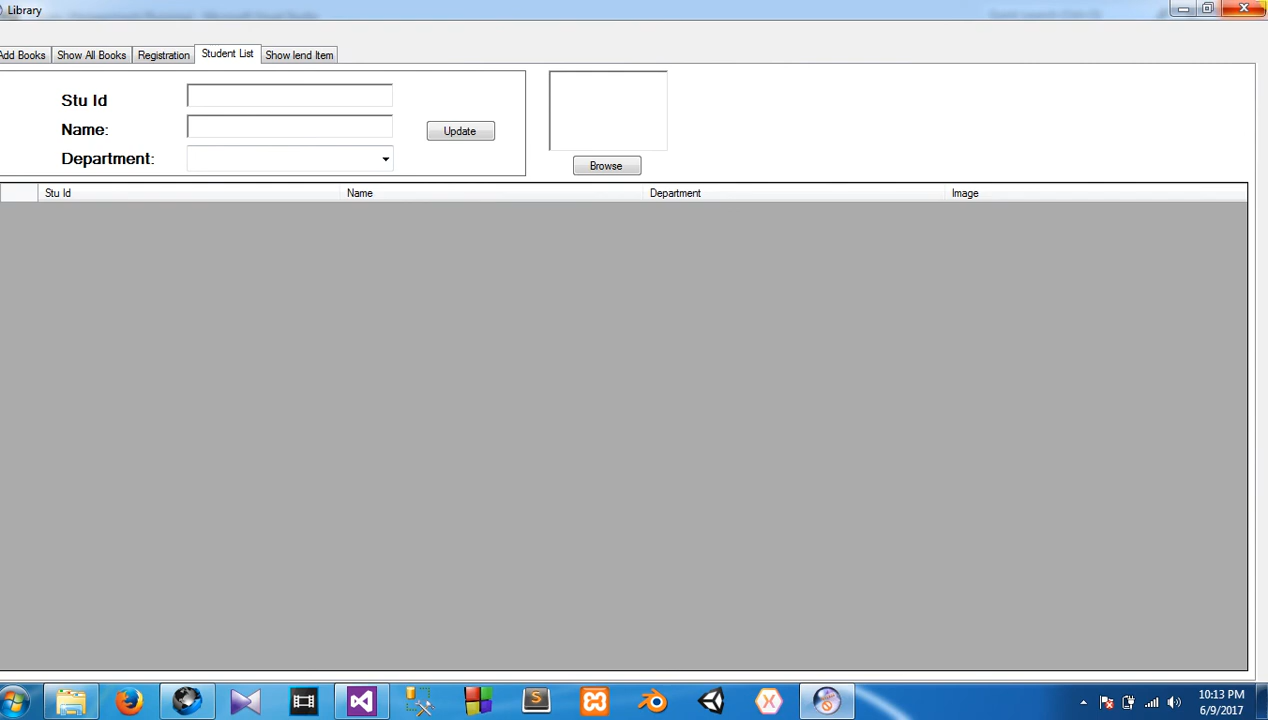 Library
Add Books Show All Books Registration Student List Show lend Item
Stu Id
Name:
Update
Department:
Browse
Stu Id Name Department Image
10:13 PM
6/9/2017